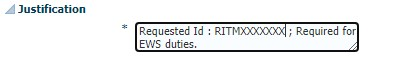 Justification
* Requested Id : RITMXXXXXXX ; Required for
EWS duties.